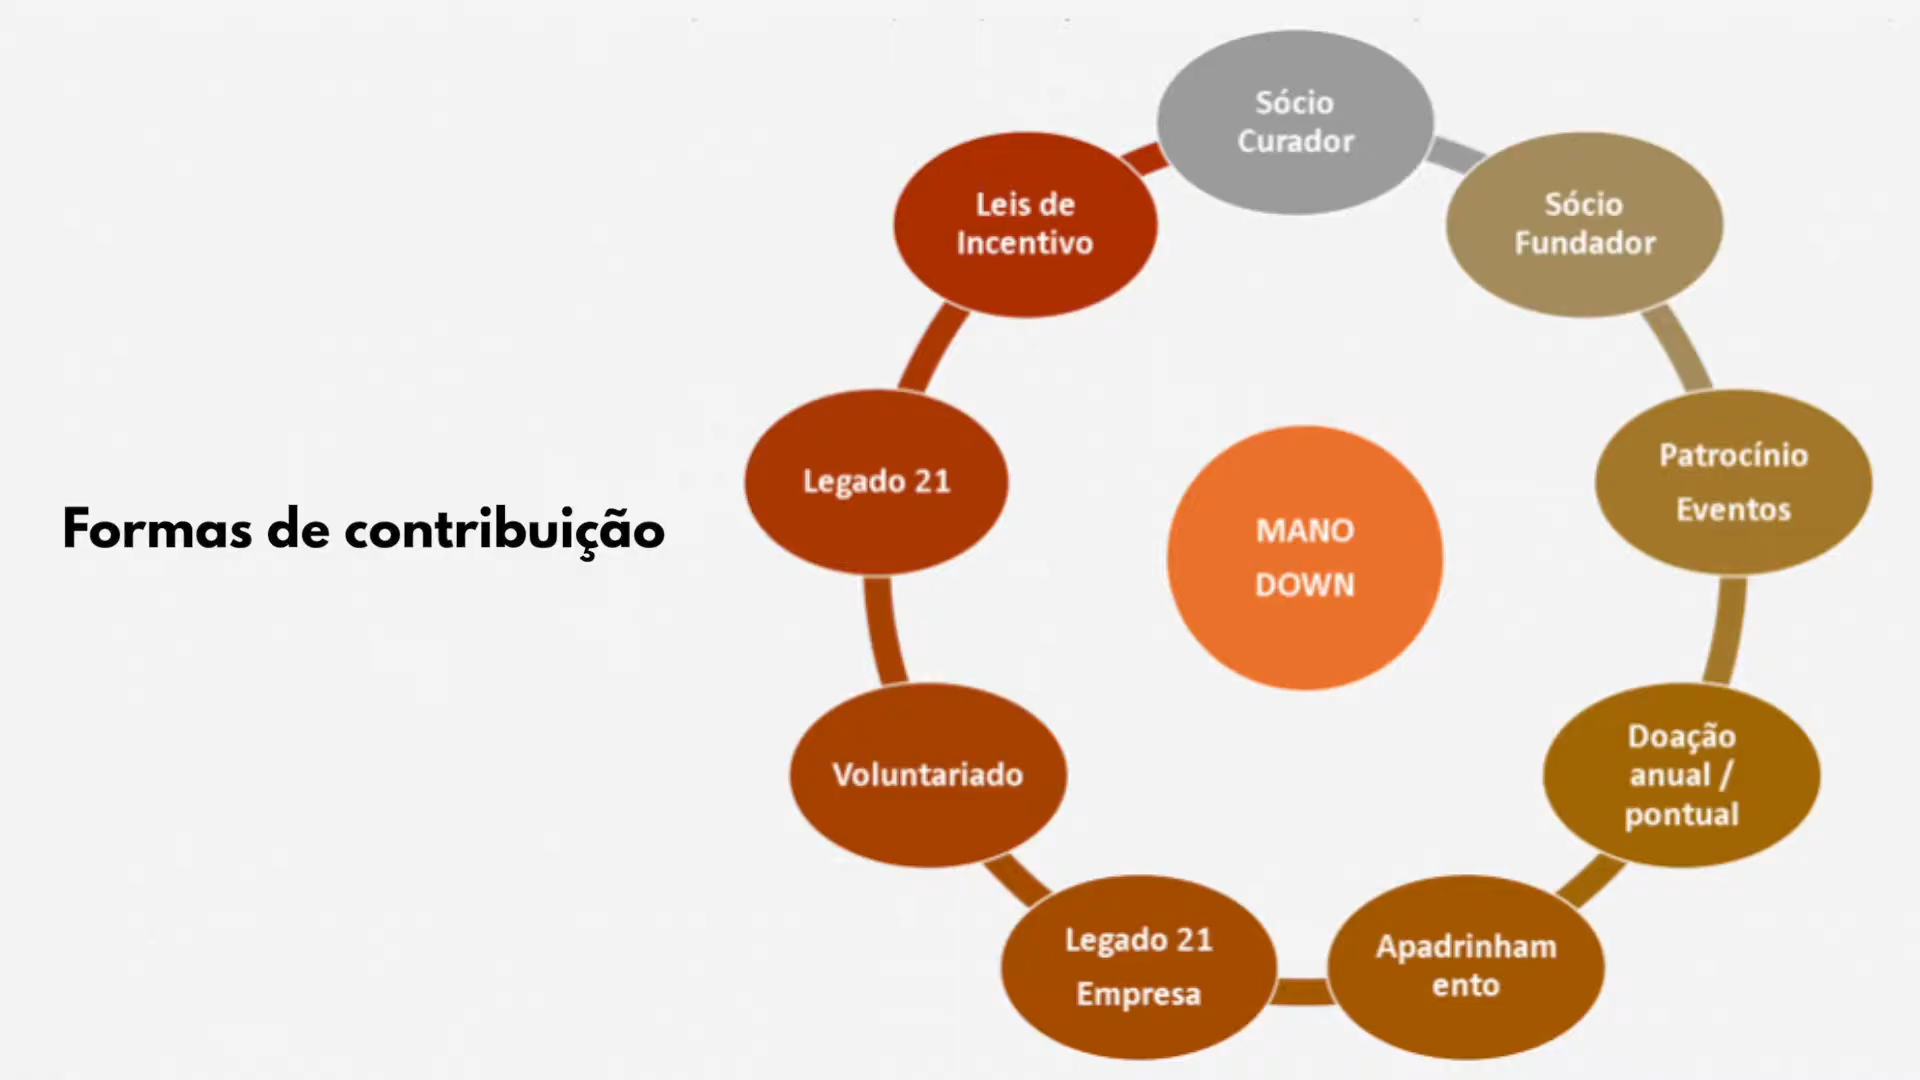 Formas de contribuição
Sócio
Curador
Sócio
Fundador
Patrocínio
Eventos
Doação
anual /
pontual
Apadrinham
ento
Legado 21
Empresa
Voluntariado
Legado 21
Leis de
Incentivo
MANO
DOWN